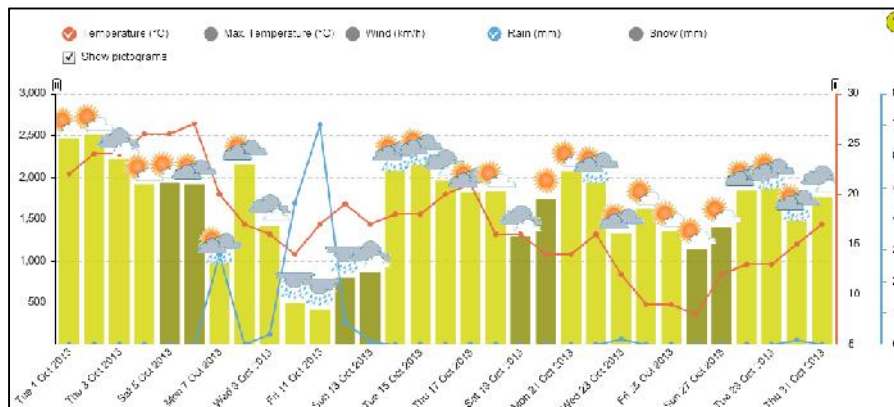 Temperature (°C) Max. Temperature (°C) Wind (km/h) Rain (mm) Snow (mm)
Show pictograms
3,000
2,500
2,000
1,500
1,000
500
30
25
20
15
10
5
Tue 1 Oct 2013
Thu 3 Oct 2013
Sat 5 Oct 2013
Mon 7 Oct 2013
Wed 9 Oct 2013
Fri 11 Oct 2013
Sun 13 Oct 2013
Tue 15 Oct 2013
Thu 17 Oct 2013
Sat 19 Oct 2013
Mon 21 Oct 2013
Wed 23 Oct 2013
Fri 25 Oct 2013
Sun 27 Oct 2013
Tue 29 Oct 2013
Thu 31 Oct 2013